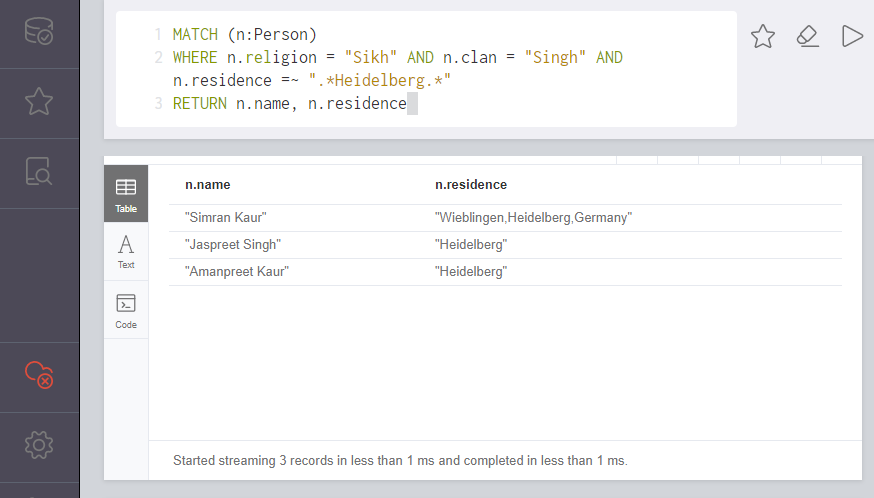 1 MATCH (n:Person)
2 WHERE n.religion = "Sikh" AND n.clan = "Singh" AND
n.residence =~ ".*Heidelberg.*"
3 RETURN n.name, n.residence
Table
Text
Code
n.name n.residence
"Simran Kaur" "Wieblingen,Heidelberg,Germany"
"Jaspreet Singh" "Heidelberg"
"Amanpreet Kaur" "Heidelberg"
Started streaming 3 records in less than 1 ms and completed in less than 1 ms.